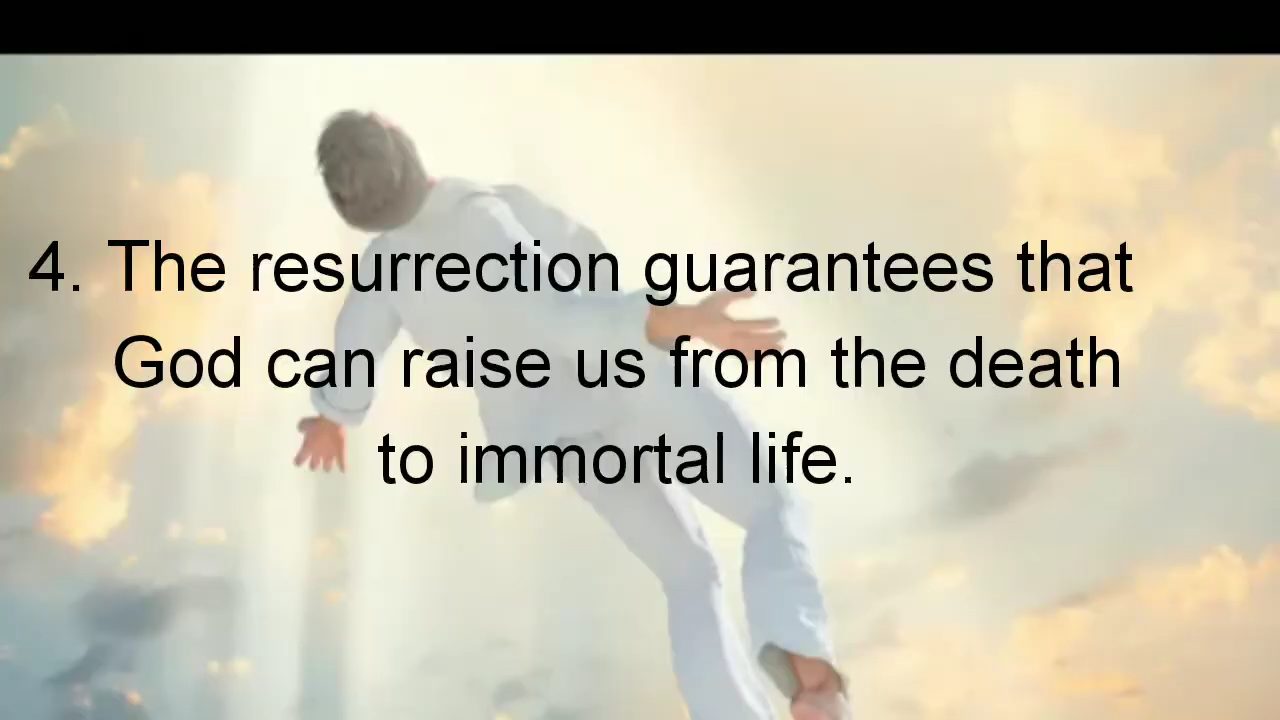 4. The resurrection guarantees that
God can raise us from the death
to immortal life.